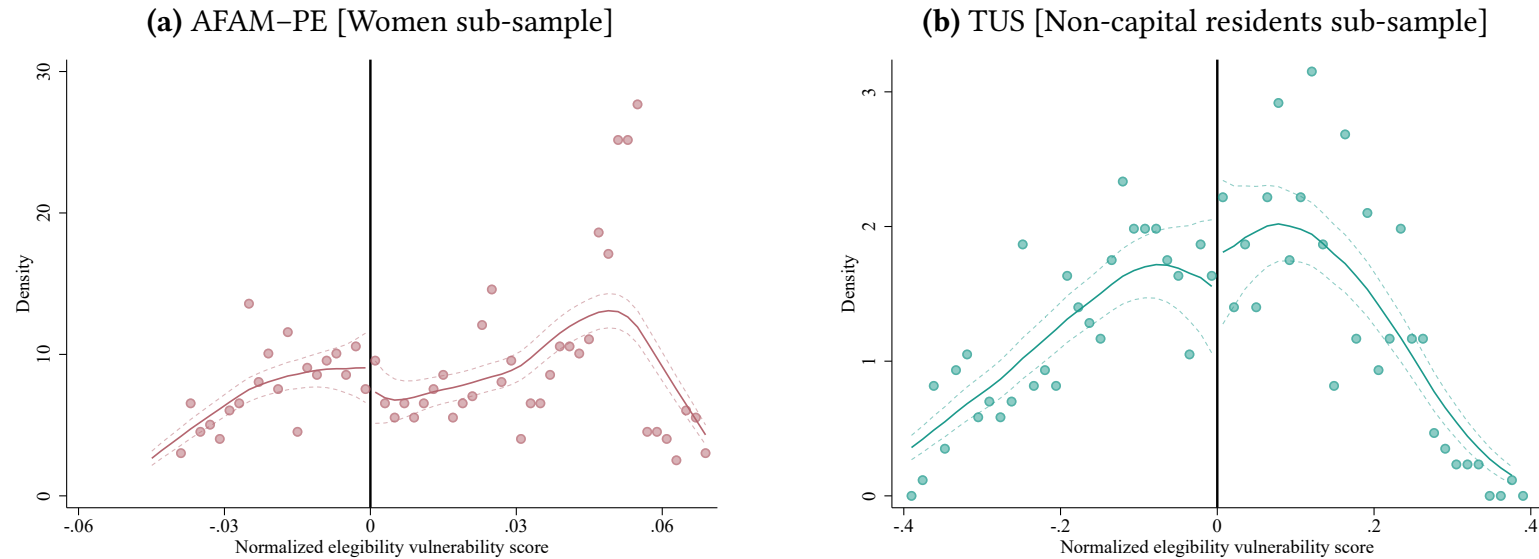 (a) AFAM–PE [Women sub-sample]
30
20
10
0
Density
-.06 -.03 0 .03 .06
Normalized elegibility vulnerability score
(b) TUS [Non-capital residents sub-sample]
3
2
1
0
Density
-.4 -.2 0 .2 .4
Normalized elegibility vulnerability score